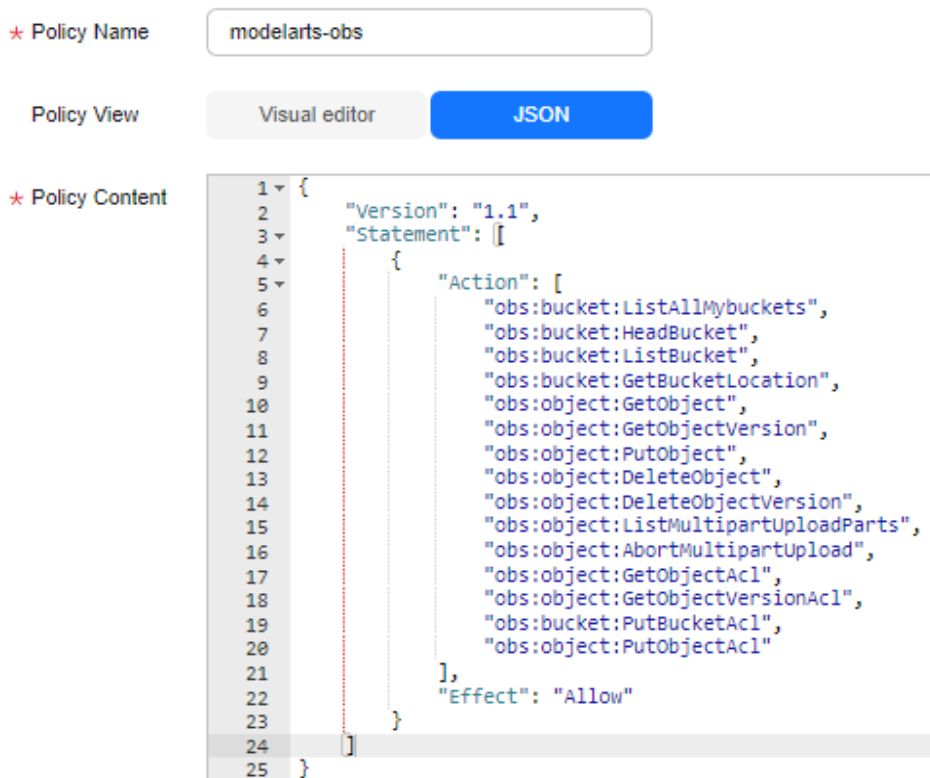 * Policy Name modelarts-obs
Policy View Visual editor JSON
* Policy Content
1 {
2 "Version": "1.1",
3 "Statement": [
4 {
5 "Action": [
6 "obs:bucket:ListAllMybuckets",
7 "obs:bucket:HeadBucket",
8 "obs:bucket:ListBucket",
9 "obs:bucket:GetBucketLocation",
10 "obs:object:GetObject",
11 "obs:object:GetObjectVersion",
12 "obs:object:PutObject",
13 "obs:object:DeleteObject",
14 "obs:object:DeleteObjectVersion",
15 "obs:object:ListMultipartUploadParts",
16 "obs:object:AbortMultipartUpload",
17 "obs:object:GetObjectAcl",
18 "obs:object:GetObjectVersionAcl",
19 "obs:bucket:PutBucketAcl",
20 "obs:object:PutObjectAcl"
21 ],
22 "Effect": "Allow"
23 }
24 ]
25 }